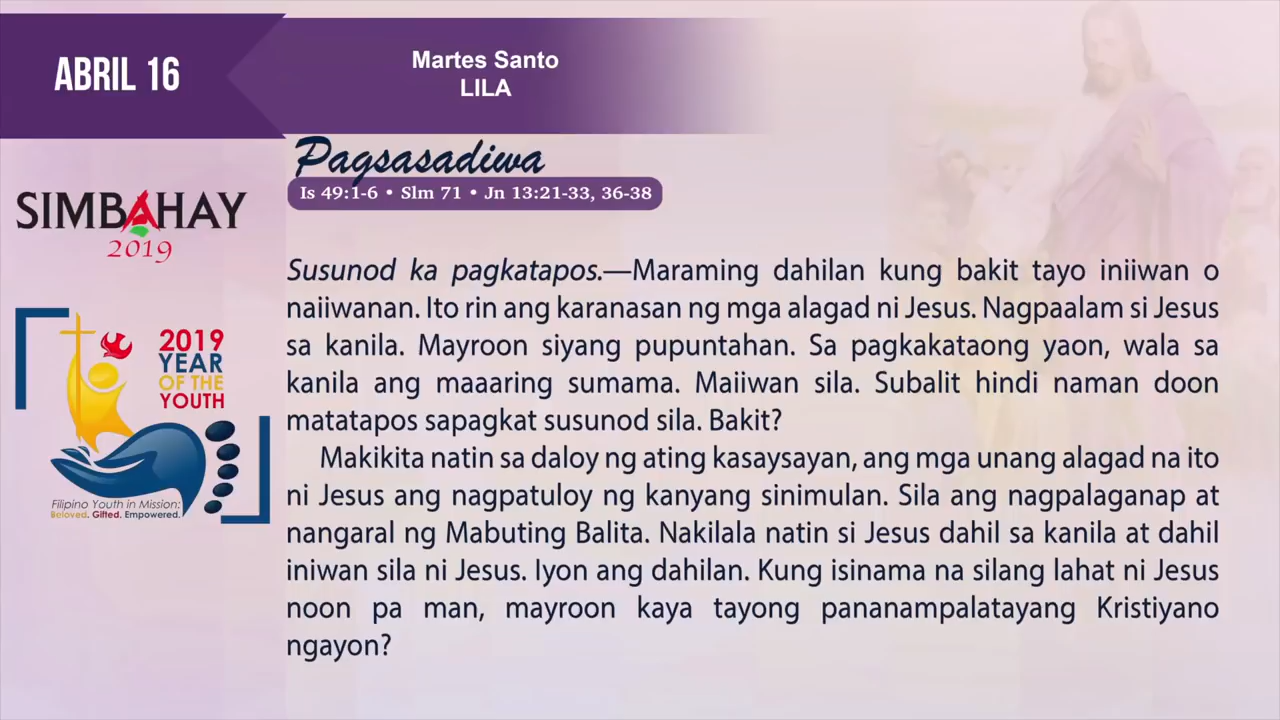 ABRIL 16
Martes Santo
LILA
Pagsasadiwa
Is 49:1-6 • Slm 71 • Jn 13:21-33, 36-38
SIMBAHAY
2019
2019
YEAR
OF THE
YOUTH
Filipino Youth in Mission:
Beloved. Gifted. Empowered.
Susunod ka pagkatapos.—Maraming dahilan kung bakit tayo iniiwan o
naiiwanan. Ito rin ang karanasan ng mga alagad ni Jesus. Nagpaalam si Jesus
sa kanila. Mayroon siyang pupuntahan. Sa pagkakataong yaon, wala sa
kanila ang maaaring sumama. Maiiwan sila. Subalit hindi naman doon
matatapos sapagkat susunod sila. Bakit?
Makikita natin sa daloy ng ating kasaysayan, ang mga unang alagad na ito
ni Jesus ang nagpatuloy ng kanyang sinimulan. Sila ang nagpalaganap at
nangaral ng Mabuting Balita. Nakilala natin si Jesus dahil sa kanila at dahil
iniwan sila ni Jesus. Iyon ang dahilan. Kung isinama na silang lahat ni Jesus
noon pa man, mayroon kaya tayong pananampalatayang Kristiyano
ngayon?